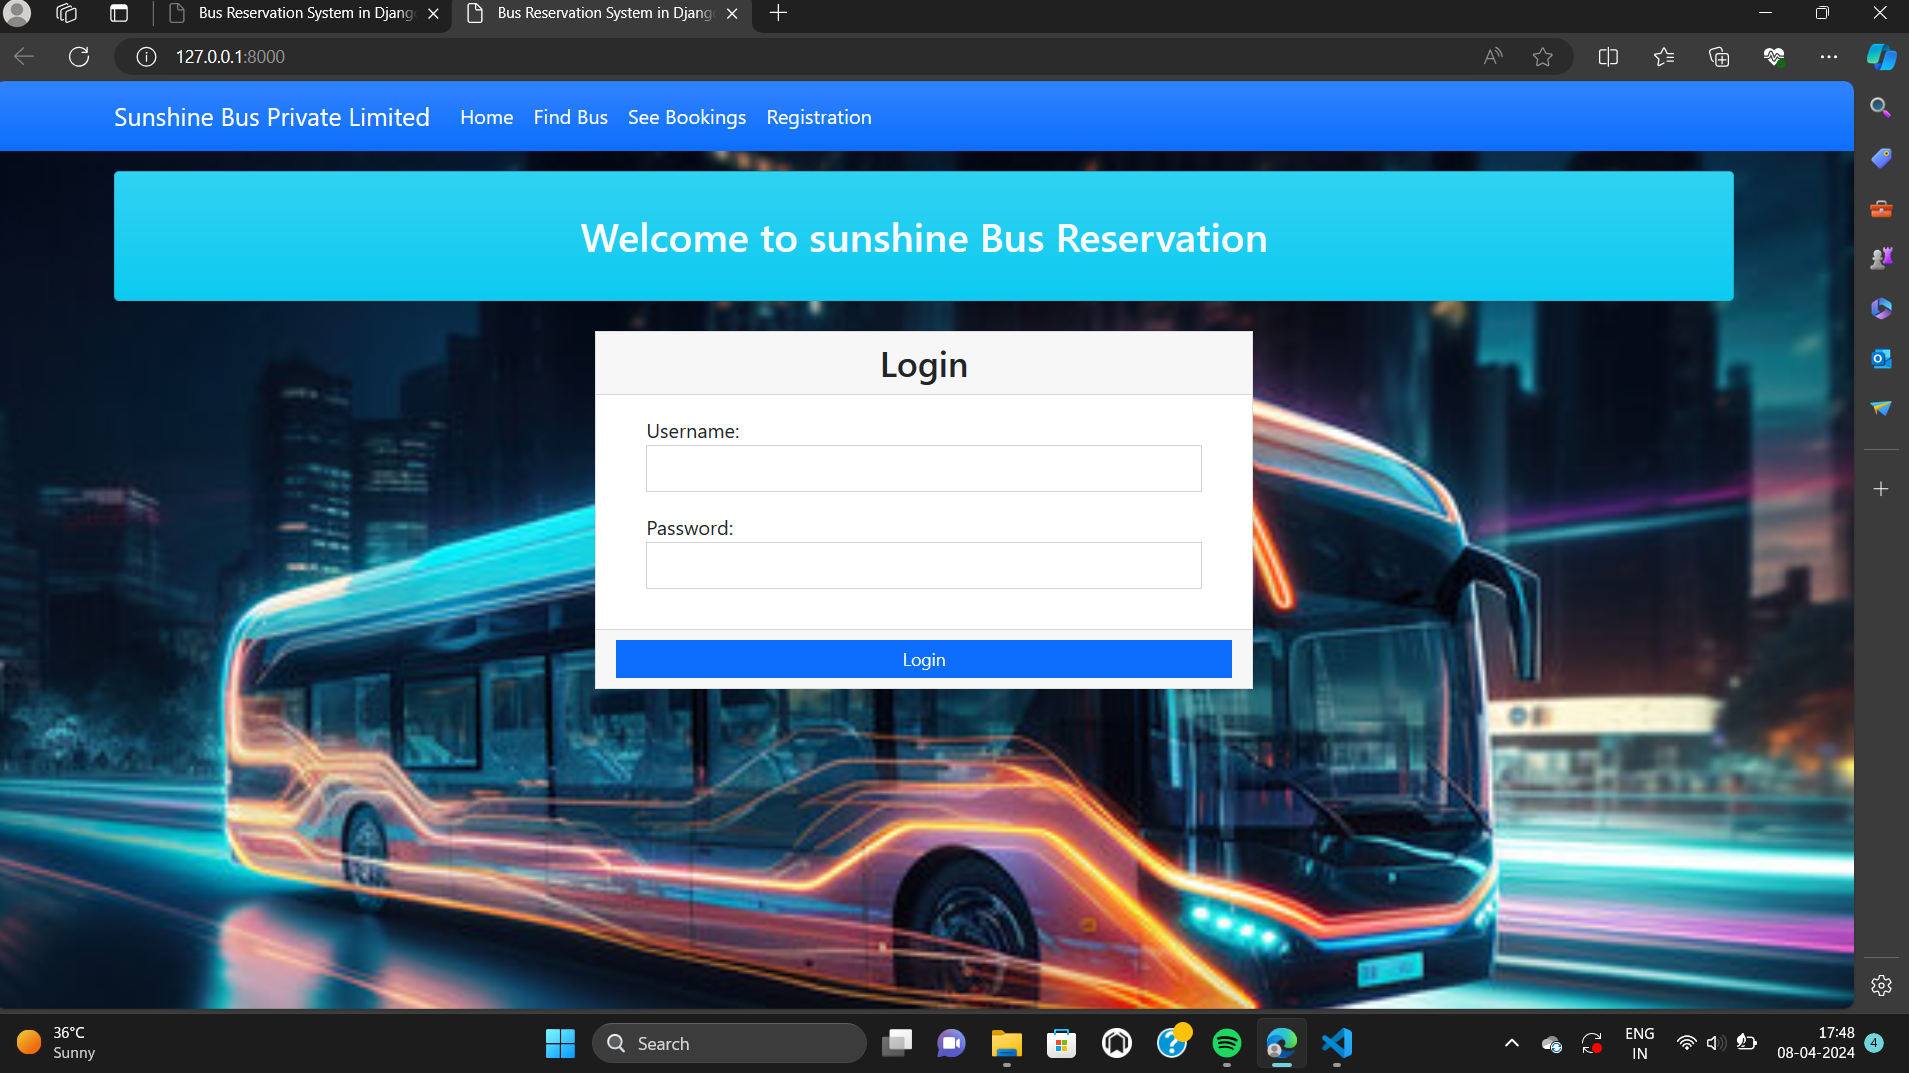 Bus Reservation System in Djang
Bus Reservation System in Djang
127.0.0.1:8000
Sunshine Bus Private Limited
Home
Find Bus
See Bookings
Registration
Welcome to sunshine Bus Reservation
Login
Username:
Password:
Login
36°C
Sunny
Search
ENG
IN
17:48
08-04-2024
4